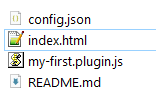 config.json
index.html
my-first.plugin.js
README.md